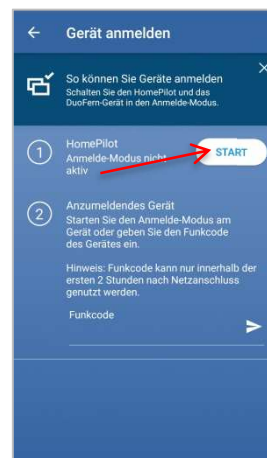 Gerät anmelden
So können Sie Geräte anmelden
Schalten Sie den HomePilot und das
DuoFern-Gerät in den Anmelde-Modus.
1
HomePilot
Anmelde-Modus nicht
aktiv
START
2
Anzumeldendes Gerät
Starten Sie den Anmelde-Modus am
Gerät oder geben Sie den Funkcode
des Gerätes ein.
Hinweis: Funkcode kann nur innerhalb der
ersten 2 Stunden nach Netzanschluss
genutzt werden.
Funkcode